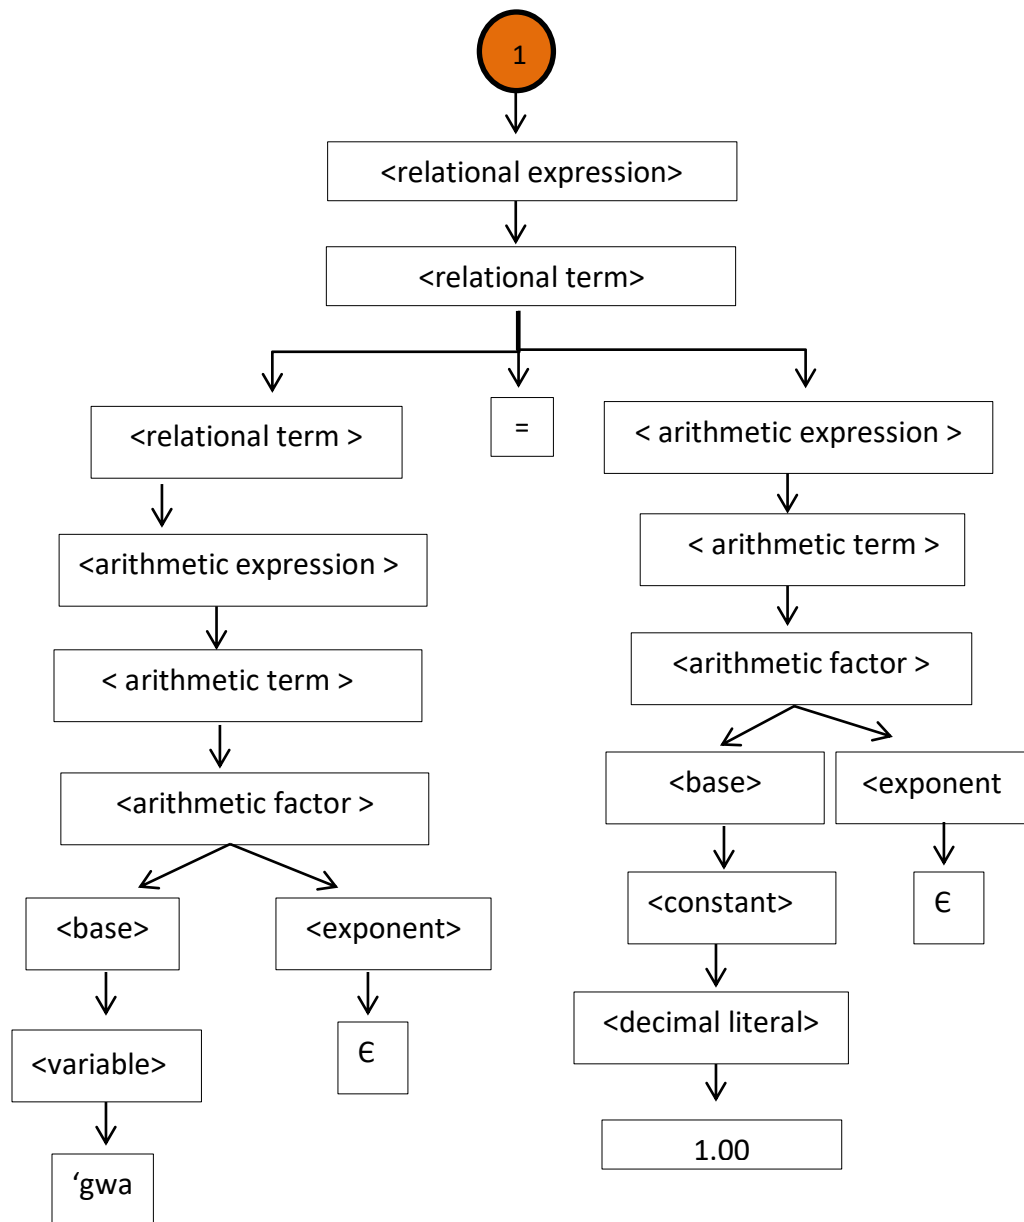 1
<relational expression>
<relational term>
<relational term >
=
< arithmetic expression >
<arithmetic expression >
< arithmetic term >
< arithmetic term >
<arithmetic factor >
<arithmetic factor >
<base>
<exponent
<base>
<exponent>
<constant>
Є
<variable>
Є
<decimal literal>
‘gwa
1.00